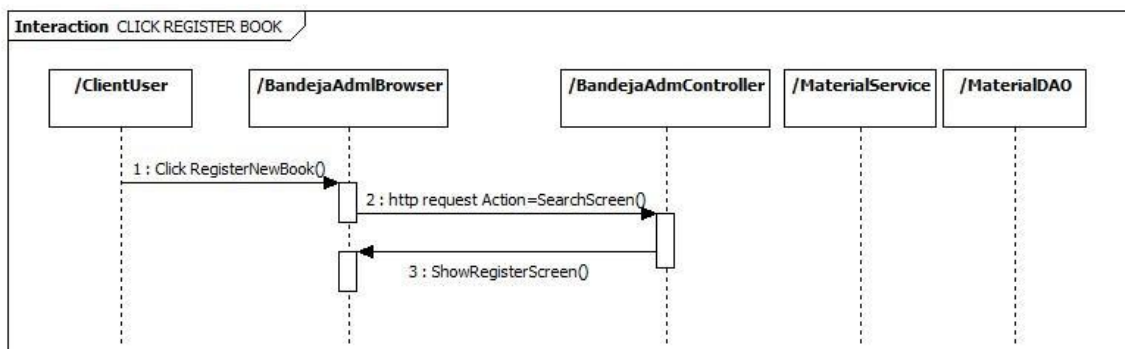 Interaction CLICK REGISTER BOOK
/ClientUser
/BandejaAdmlBrowser
/BandejaAdmController
/MaterialService
/MaterialDAO
1 : Click RegisterNewBook()
2 : http request Action=SearchScreen()
3 : ShowRegisterScreen()